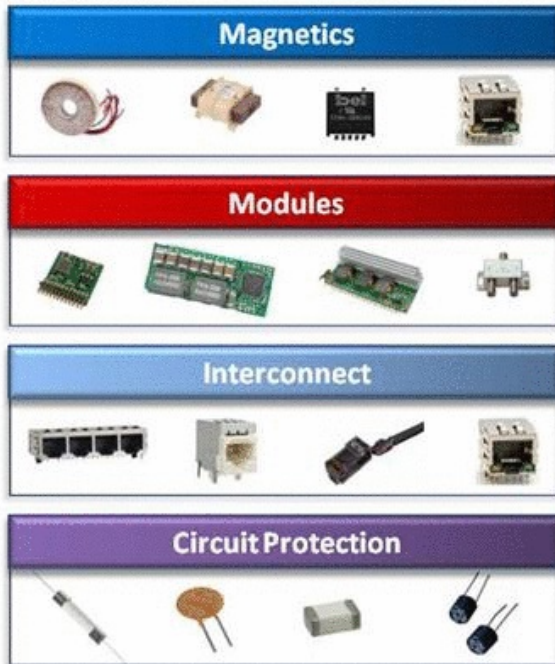 Magnetics
bel
Modules
Interconnect
Circuit Protection